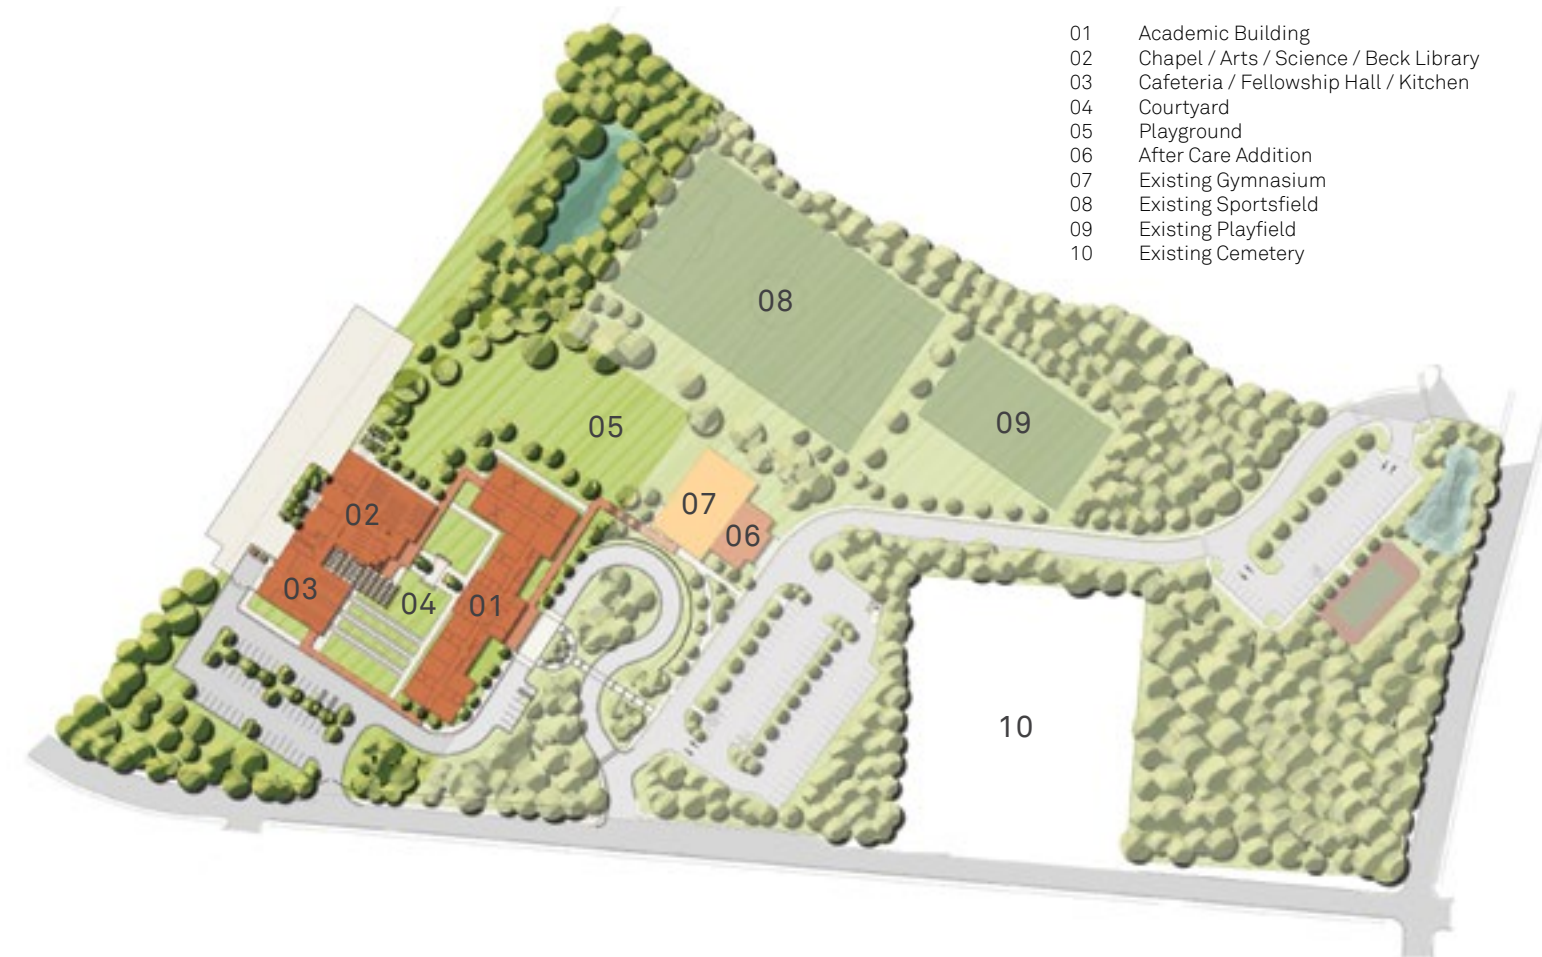 01 Academic Building
02 Chapel / Arts / Science / Beck Library
03 Cafeteria / Fellowship Hall / Kitchen
04 Courtyard
05 Playground
06 After Care Addition
07 Existing Gymnasium
08 Existing Sportsfield
09 Existing Playfield
10 Existing Cemetery
08
09
05
07
06
02
03
04
01
10